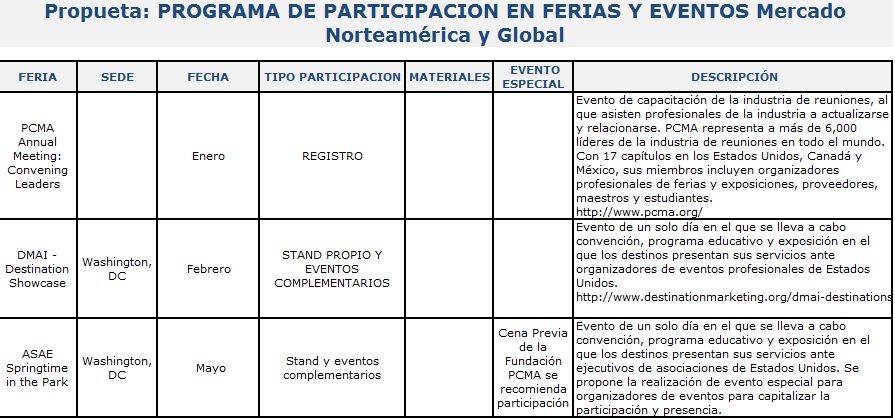 Propueta: PROGRAMA DE PARTICIPACION EN FERIAS Y EVENTOS Mercado
Norteamérica y Global
FERIA
SEDE
FECHA
TIPO PARTICIPACION
MATERIALES
EVENTO
ESPECIAL
DESCRIPCIÓN
PCMA
Annual
Meeting:
Convening
Leaders
Enero
REGISTRO
Evento de capacitación de la industria de reuniones, al
que asisten profesionales de la industria a actualizarse
y relacionarse. PCMA representa a más de 6,000
líderes de la industria de reuniones en todo el mundo.
Con 17 capítulos en los Estados Unidos, Canadá y
México, sus miembros incluyen organizadores
profesionales de ferias y exposiciones, proveedores,
maestros y estudiantes.
http://www.pcma.org/
DMAI -
Destination
Showcase
Washington,
DC
Febrero
STAND PROPIO Y
EVENTOS
COMPLEMENTARIOS
Evento de un solo día en el que se lleva a cabo
convención, programa educativo y exposición en el
que los destinos presentan sus servicios ante
organizadores de eventos profesionales de Estados
Unidos.
http://www.destinationmarketing.org/dmai-destinations
ASAE
Springtime
in the Park
Washington,
DC
Mayo
Stand y eventos
complementarios
Cena Previa
de la
Fundación
PCMA se
recomienda
participación
Evento de un solo día en el que se lleva a cabo
convención, programa educativo y exposición en el
que los destinos presentan sus servicios ante
ejecutivos de asociaciones de Estados Unidos. Se
propone la realización de evento especial para
organizadores de eventos para capitalizar la
participación y presencia.